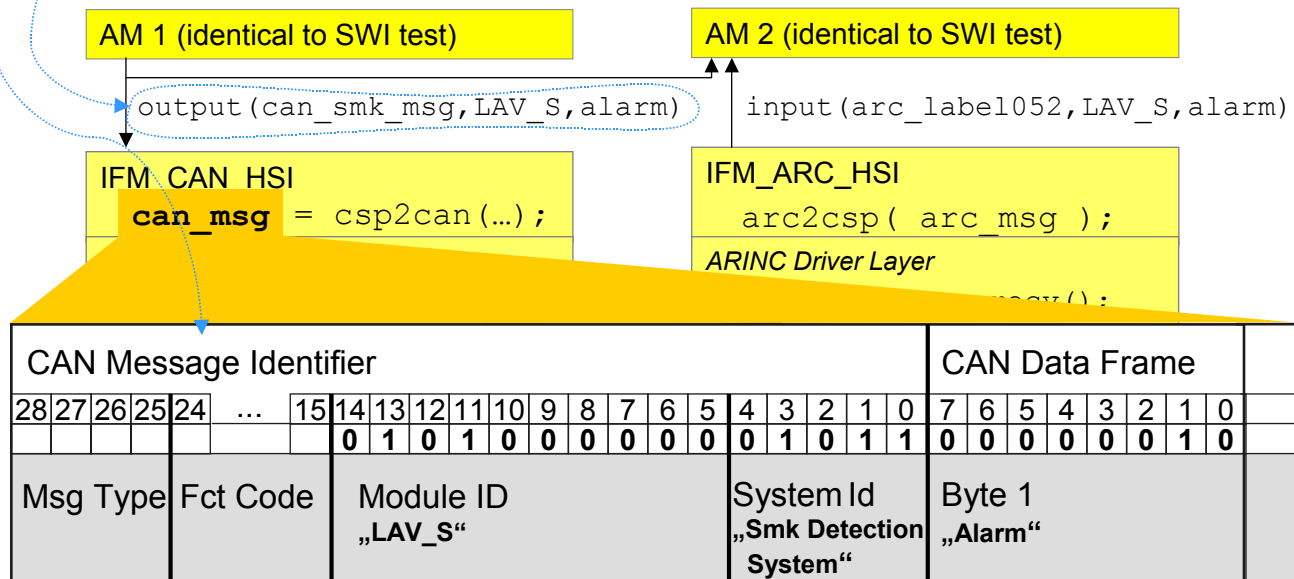 AM 1 (identical to SWI test)
AM 2 (identical to SWI test)
output(can_smk_msg,LAV_S,alarm)
input(arc_label052,LAV_S,alarm)
IFM_CAN_HSI
can_msg = csp2can(…);
IFM_ARC_HSI
arc2csp( arc_msg );
ARINC Driver Layer
();
CAN Message Identifier
CAN Data Frame
28 27 26 25 24 ... 15 14 13 12 11 10 9 8 7 6 5 4 3 2 1 0 7 6 5 4 3 2 1 0
0 1 0 1 0 0 0 0 0 0 0 1 0 1 1 0 0 0 0 0 0 1 0
Msg Type Fct Code Module ID System Id Byte 1
„LAV_S“ „Smk Detection „Alarm“
System“